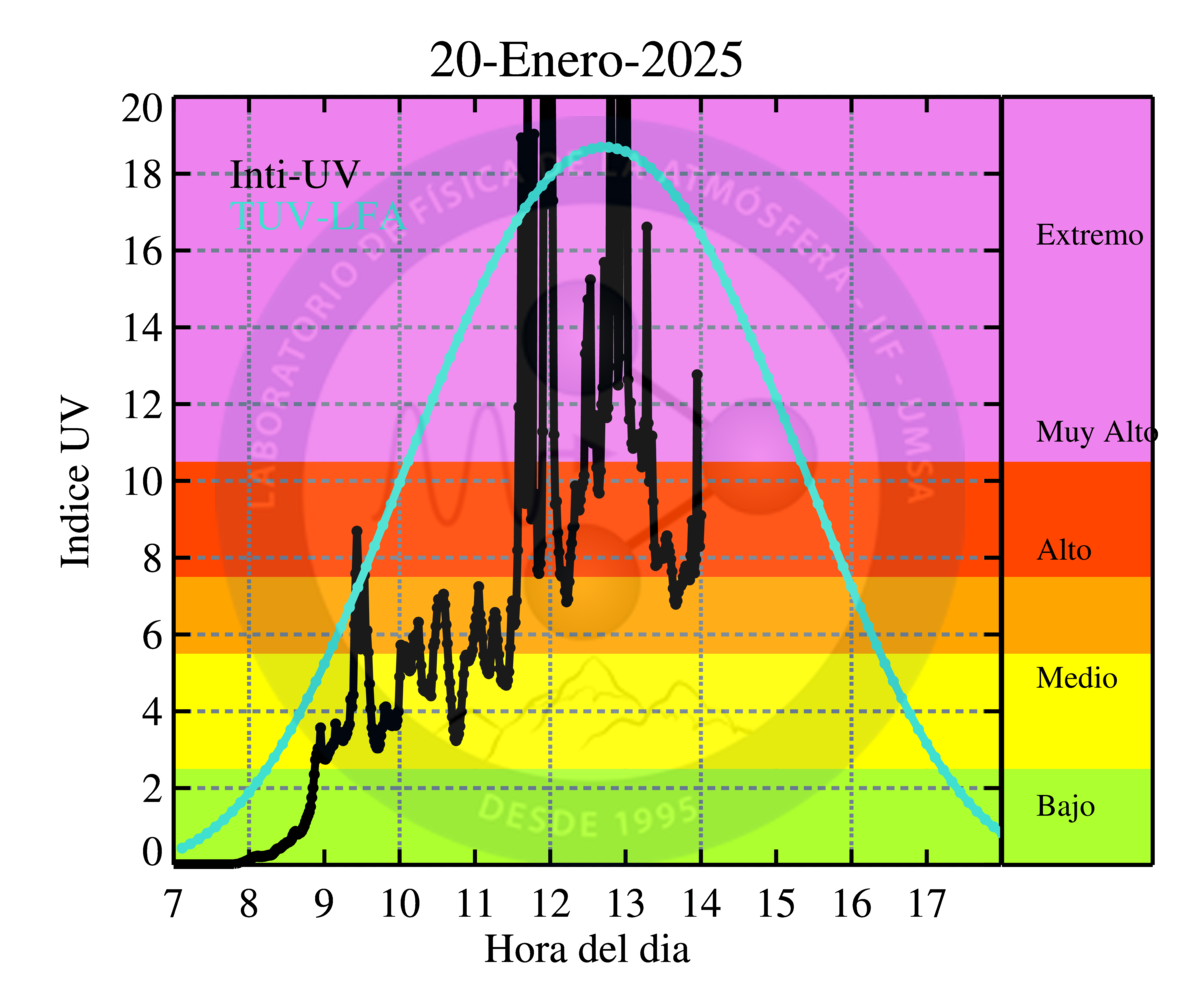 20-Enero-2025
Indice UV
20
18
16
14
12
10
8
6
4
2
0
Inti-UV
TUV-LFA
LABORATORIO DE FÍSICA DE LA ATMÓSFERA - IIF - UMSA
DESDE 1995
Extremo
Muy Alto
Alto
Medio
Bajo
7 8 9 10 11 12 13 14 15 16 17
Hora del dia